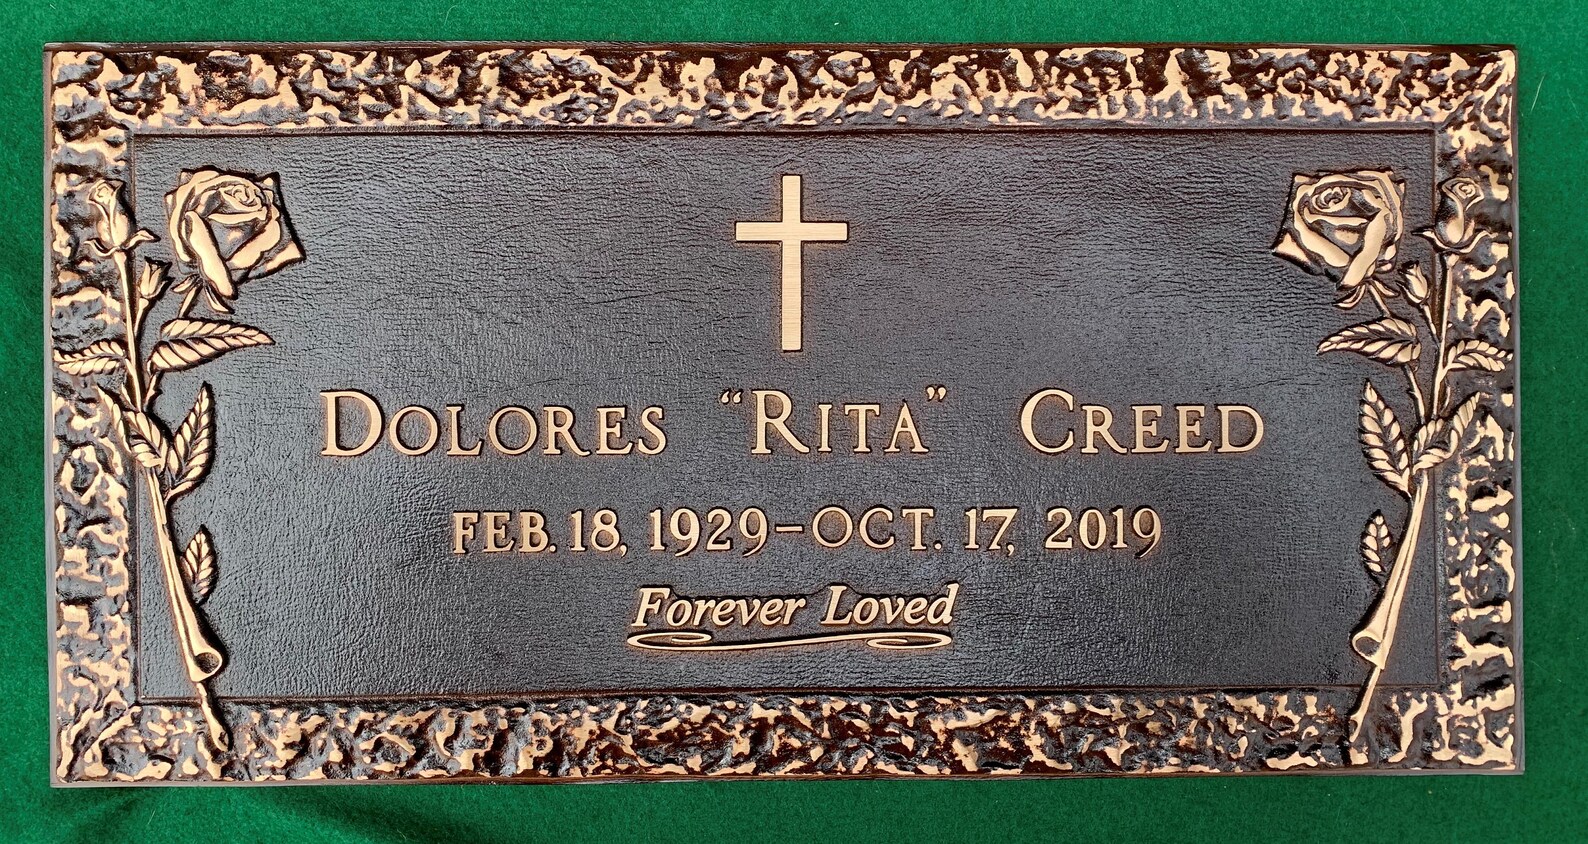 DOLORES “RITA” CREED
FEB. 18, 1929–OCT. 17, 2019
Forever Loved